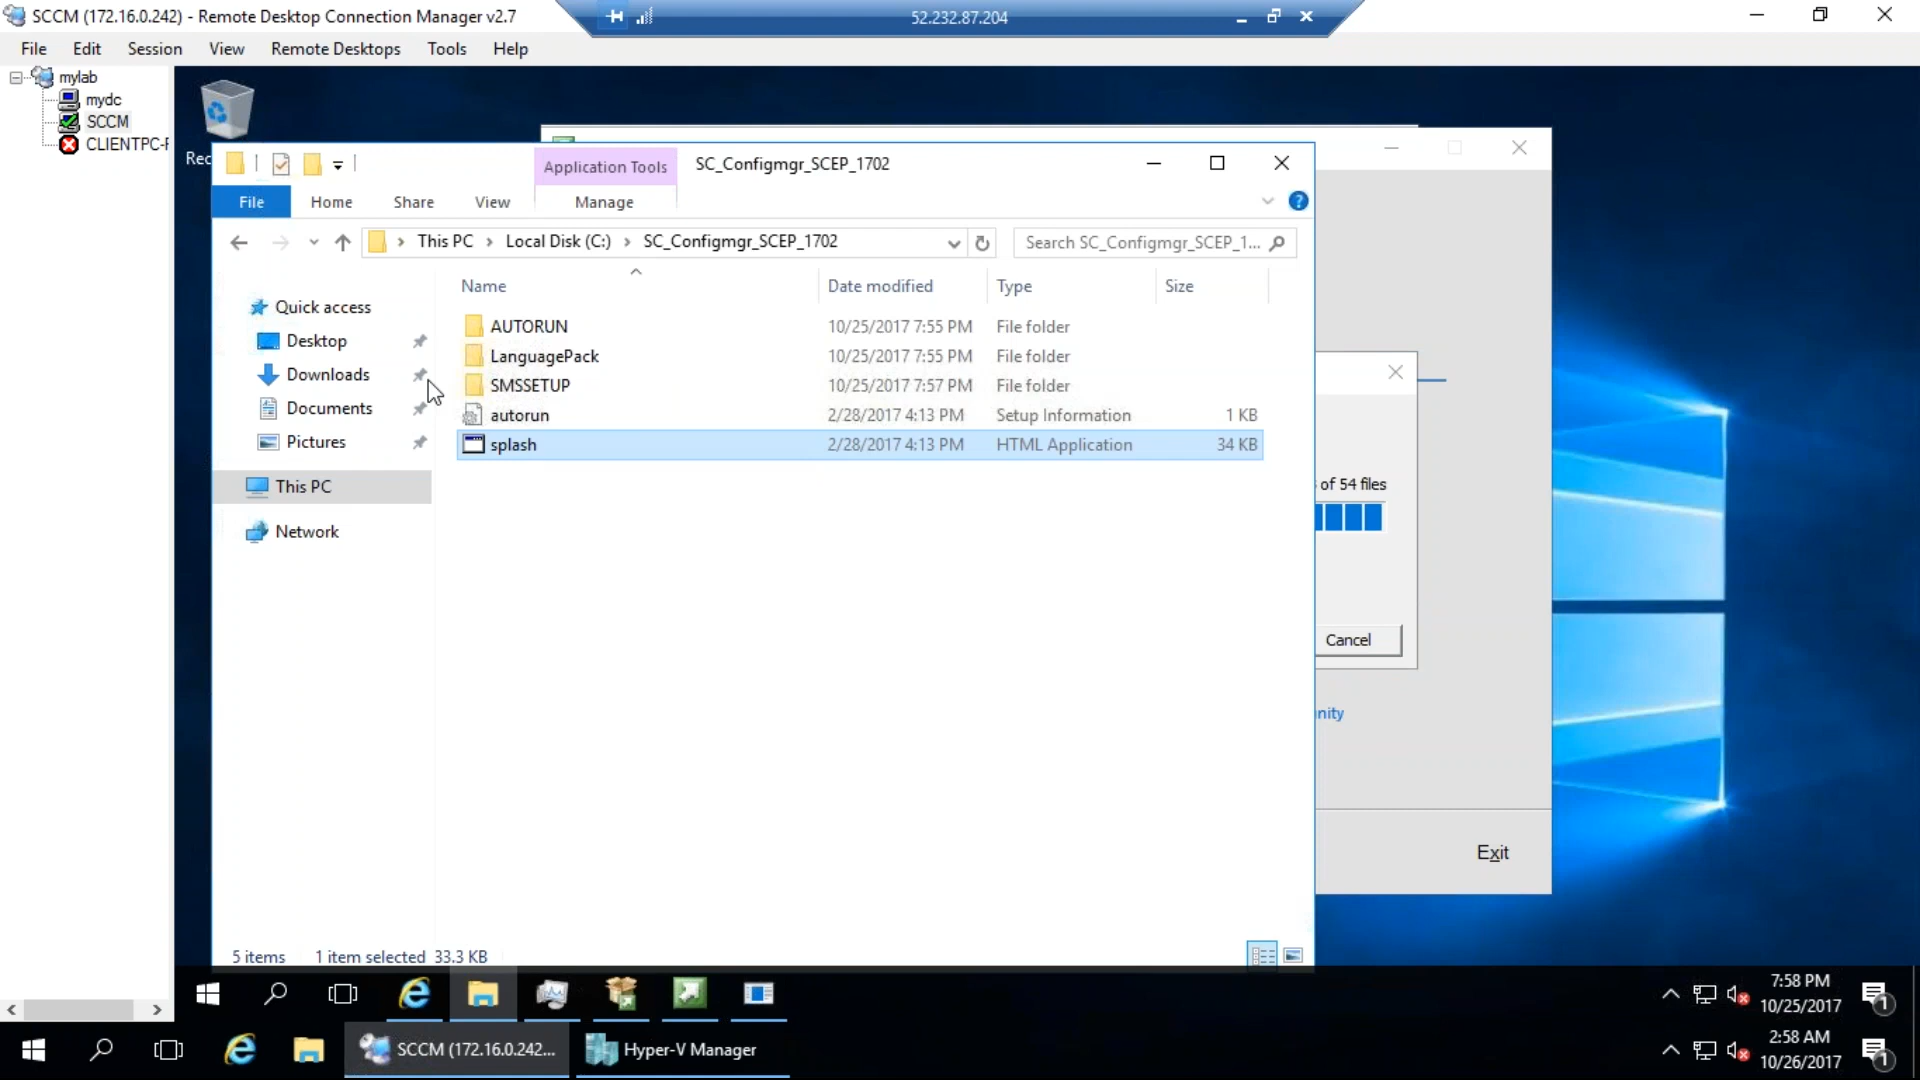 SCCM (172.16.0.242) - Remote Desktop Connection Manager v2.7
52.232.87.204
File Edit Session View Remote Desktops Tools Help
mylab
mydc
SCCM
CLIENTPC-
Rec
Application Tools
SC_Configmgr_SCEP_1702
File Home Share View Manage
This PC Local Disk (C:) SC_Configmgr_SCEP_1702
Search SC_Configmgr_SCEP_1...
Name Date modified Type Size
Quick access
Desktop
Downloads
Documents
Pictures
This PC
Network
AUTORUN 10/25/2017 7:55 PM File folder
LanguagePack 10/25/2017 7:55 PM File folder
SMSSETUP 10/25/2017 7:57 PM File folder
autorun 2/28/2017 4:13 PM Setup Information 1 KB
splash 2/28/2017 4:13 PM HTML Application 34 KB
of 54 files
Cancel
nity
Exit
5 items 1 item selected 33.3 KB
7:58 PM
10/25/2017
1
SCCM (172.16.0.242...
Hyper-V Manager
2:58 AM
10/26/2017
1